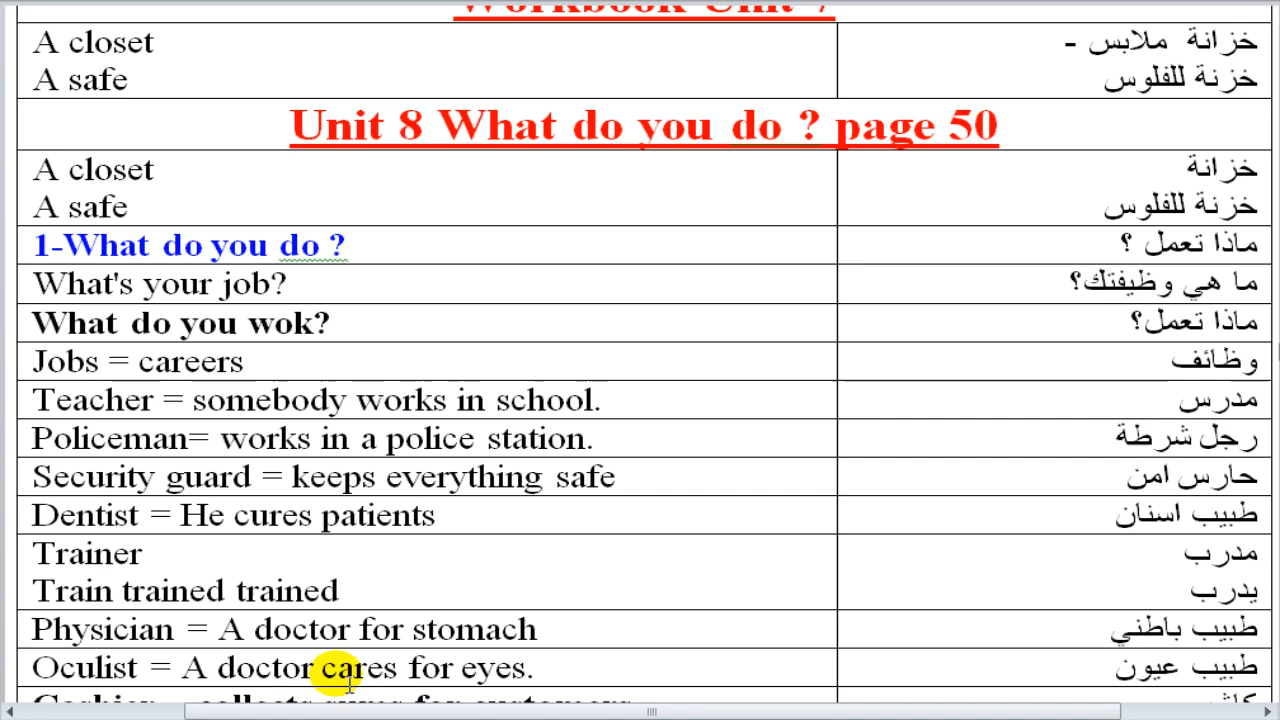 Workbook Unit 7
A closet خزانة ملابس -
A safe خزنة للفلوس
Unit 8 What do you do ? page 50
A closet خزانة
A safe خزنة للفلوس
1-What do you do ? ماذا تعمل ؟
What's your job? ما هي وظيفتك؟
What do you wok? ماذا تعمل؟
Jobs = careers وظائف
Teacher = somebody works in school. مدرس
Policeman= works in a police station. رجل شرطة
Security guard = keeps everything safe حارس امن
Dentist = He cures patients طبيب اسنان
Trainer مدرب
Train trained trained يدرب
Physician = A doctor for stomach طبيب باطني
Oculist = A doctor cares for eyes. طبيب عيون